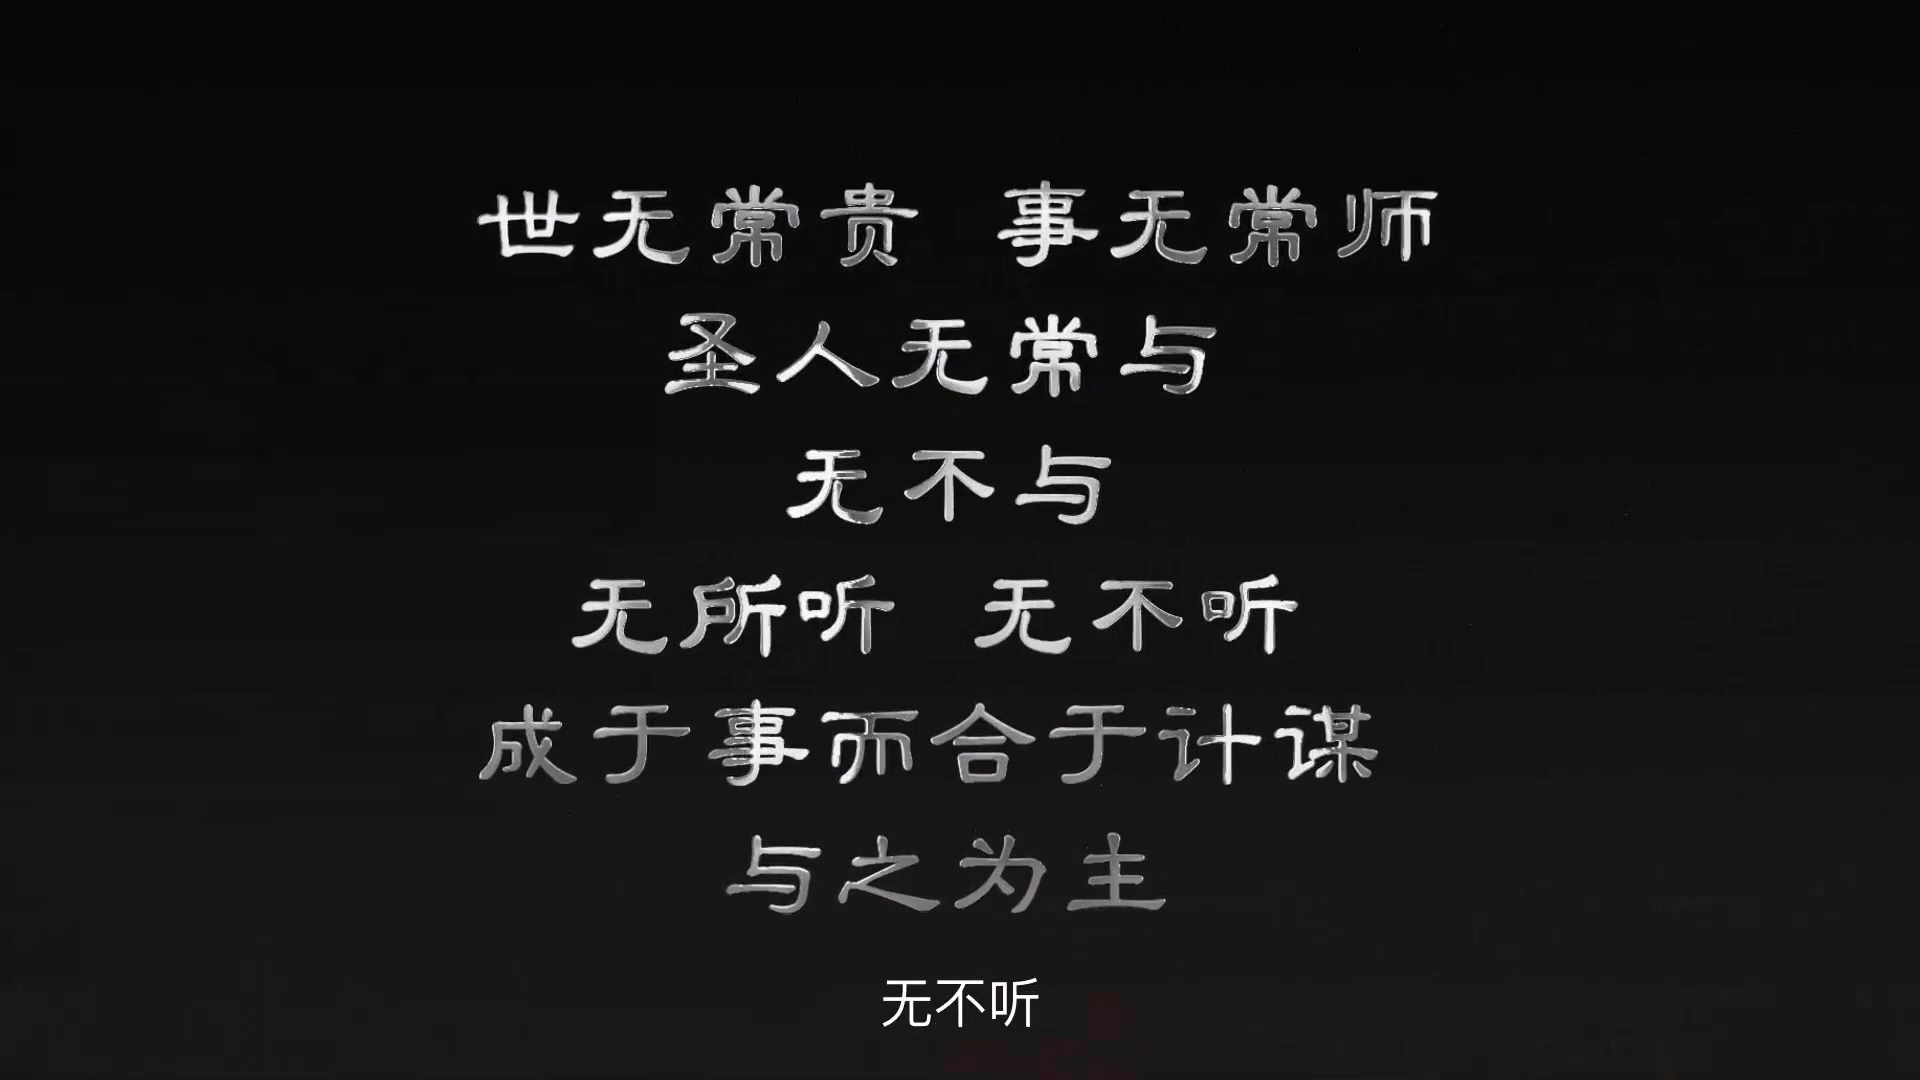 世无常贵 事无常师
圣人无常与
无不与
无所听 无不听
成于事而合于计谋
与之为主
无不听